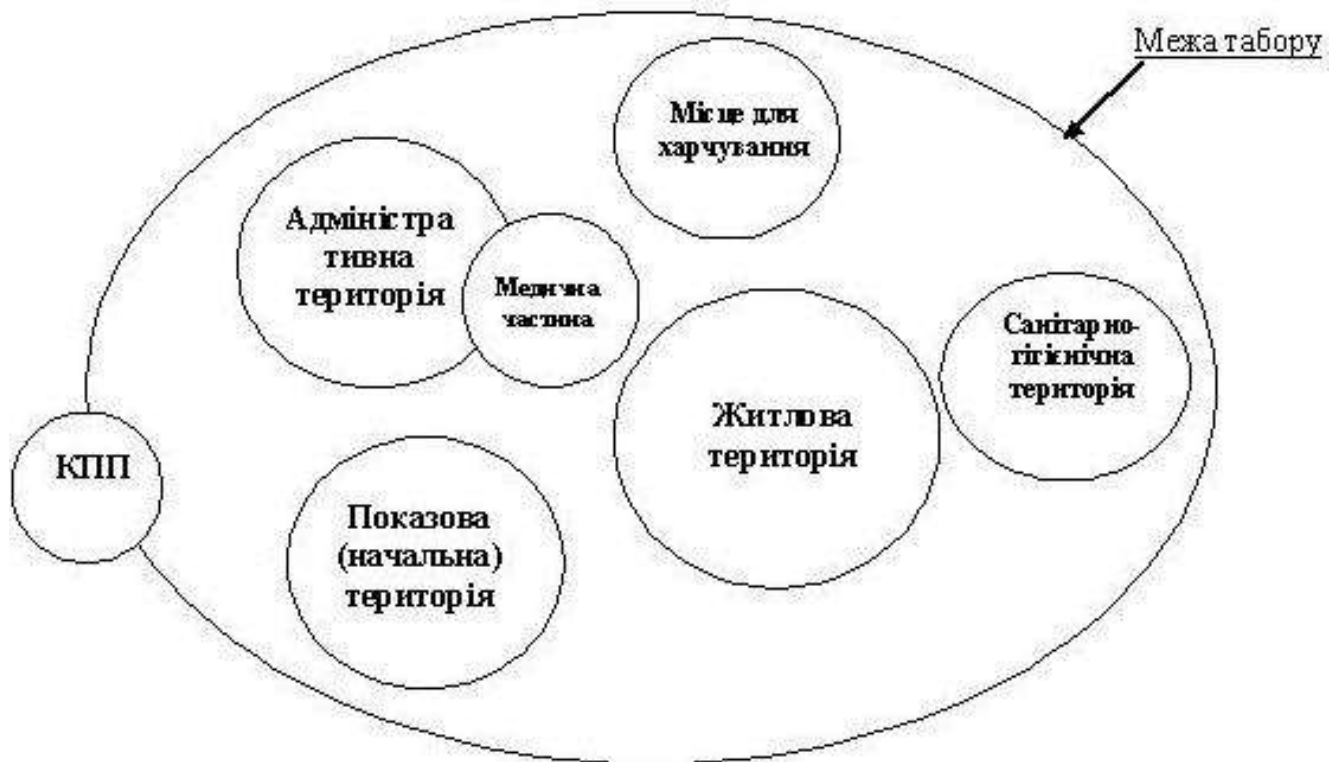 Межа табору
Місце для
харчування
Адміністра
тивна
територія
Медична
частина
Санітарно-
гігієнічна
територія
Житлова
територія
КПП
Показова
(начальна)
територія